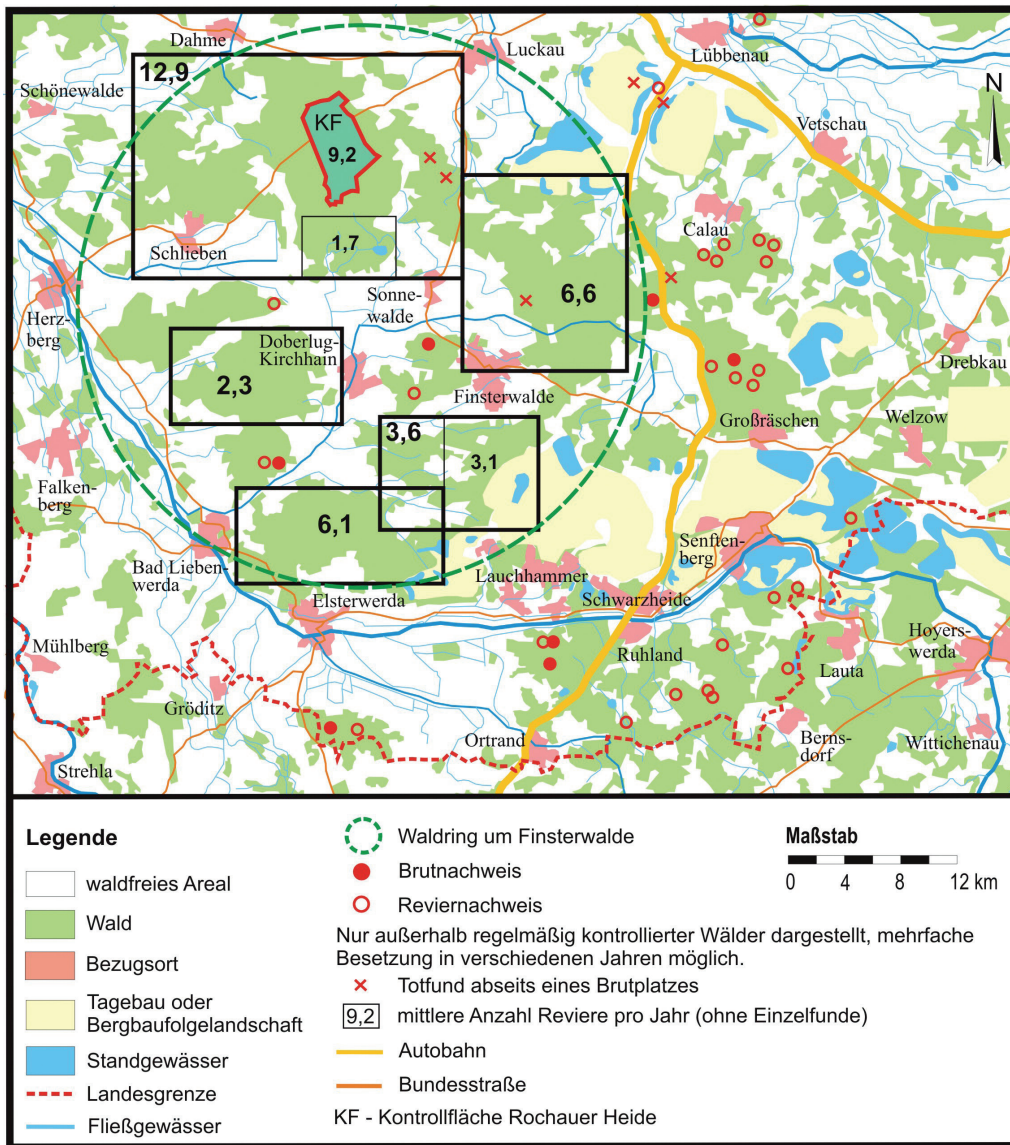 Dahme
Luckau
Lübbenau
12,9
Schönewalde
N
KF
9,2
Vetschau
1,7
Schlieben
Calau
Sonne-
walde
6,6
Herz-
berg
Doberlug-
Kirchhain
2,3
Finsterwalde
Drebkau
Großräschen
Welzow
3,6
3,1
Falken-
berg
6,1
Senften-
berg
Bad Lieben-
werda
Lauchhammer
Elsterwerda
Schwarzheide
Mühlberg
Ruhland
Hoyers-
werda
Lauta
Gröditz
Ortrand
Berns-
dorf
Wittichenau
Strehla
Legende
waldfreies Areal
Wald
Bezugsort
Tagebau oder
Bergbaufolgelandschaft
Standgewässer
Landesgrenze
Fließgewässer
Waldring um Finsterwalde
Brutnachweis
Reviernachweis
Nur außerhalb regelmäßig kontrollierter Wälder dargestellt, mehrfache
Besetzung in verschiedenen Jahren möglich.
Totfund abseits eines Brutplatzes
9,2 mittlere Anzahl Reviere pro Jahr (ohne Einzelfunde)
Autobahn
Bundesstraße
KF - Kontrollfläche Rochauer Heide
Maßstab
0 4 8 12 km